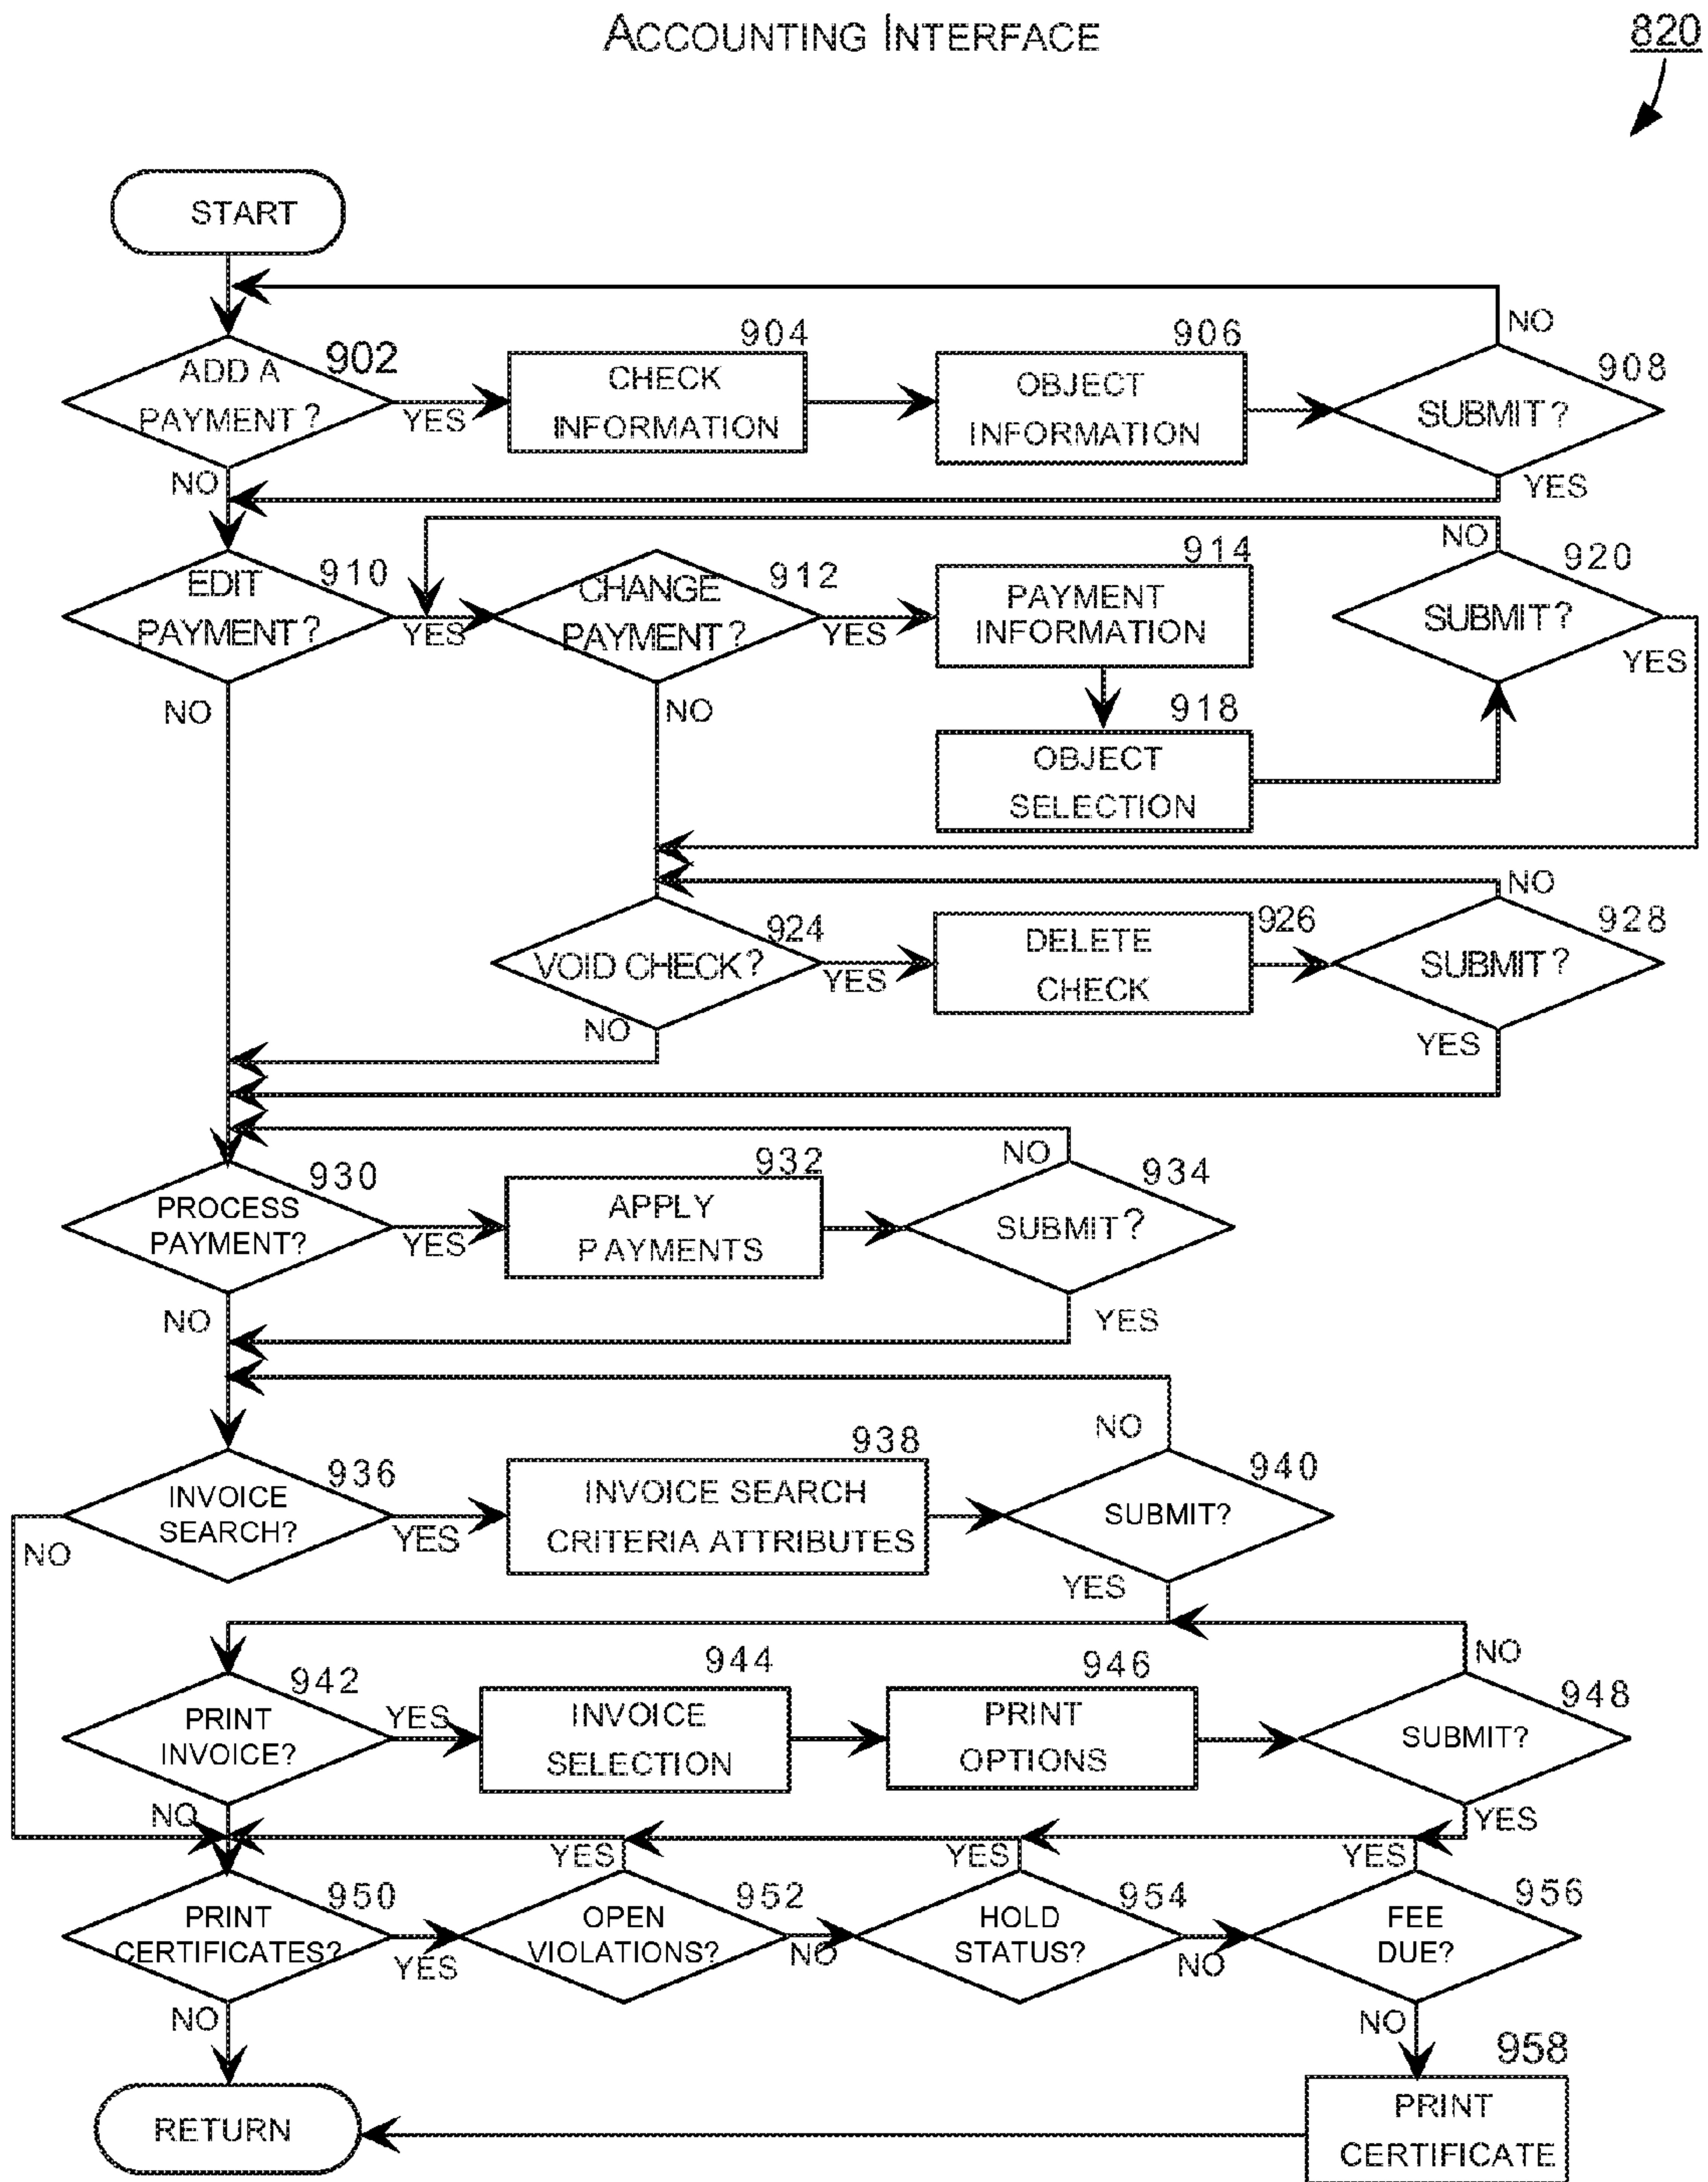 ACCOUNTING INTERFACE
820
START
NO
902
904
906
908
ADD A
PAYMENT?
YES
CHECK
INFORMATION
OBJECT
INFORMATION
SUBMIT?
NO
YES
NO
910
912
914
920
EDIT
PAYMENT?
YES
CHANGE
PAYMENT?
YES
PAYMENT
INFORMATION
SUBMIT?
YES
NO
NO
918
OBJECT
SELECTION
NO
924
926
928
VOID CHECK?
YES
DELETE
CHECK
SUBMIT?
NO
YES
NO
930
932
934
PROCESS
PAYMENT?
YES
APPLY
PAYMENTS
SUBMIT?
NO
YES
NO
936
938
940
INVOICE
SEARCH?
NO
YES
INVOICE SEARCH
CRITERIA ATTRIBUTES
SUBMIT?
YES
NO
942
944
946
948
PRINT
INVOICE?
YES
INVOICE
SELECTION
PRINT
OPTIONS
SUBMIT?
NO
YES
YES
YES
YES
950
952
954
956
PRINT
CERTIFICATES?
YES
OPEN
VIOLATIONS?
NO
HOLD
STATUS?
NO
FEE
DUE?
NO
NO
958
RETURN
PRINT
CERTIFICATE